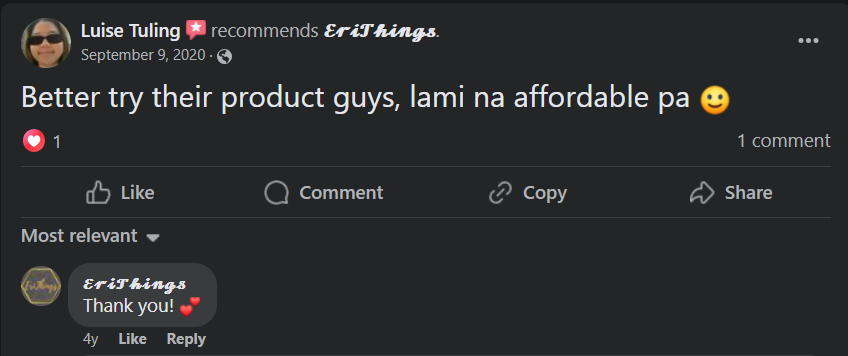 Luise Tuling recommends 𝓔𝓻𝓲𝓣𝓱𝓲𝓷𝓰𝓼.
September 9, 2020 ·
Better try their product guys, lami na affordable pa 🙂
1
1 comment
Like Comment Copy Share
Most relevant
𝓔𝓻𝓲𝓣𝓱𝓲𝓷𝓰𝓼
Thank you! 💕
4y Like Reply
EriThings